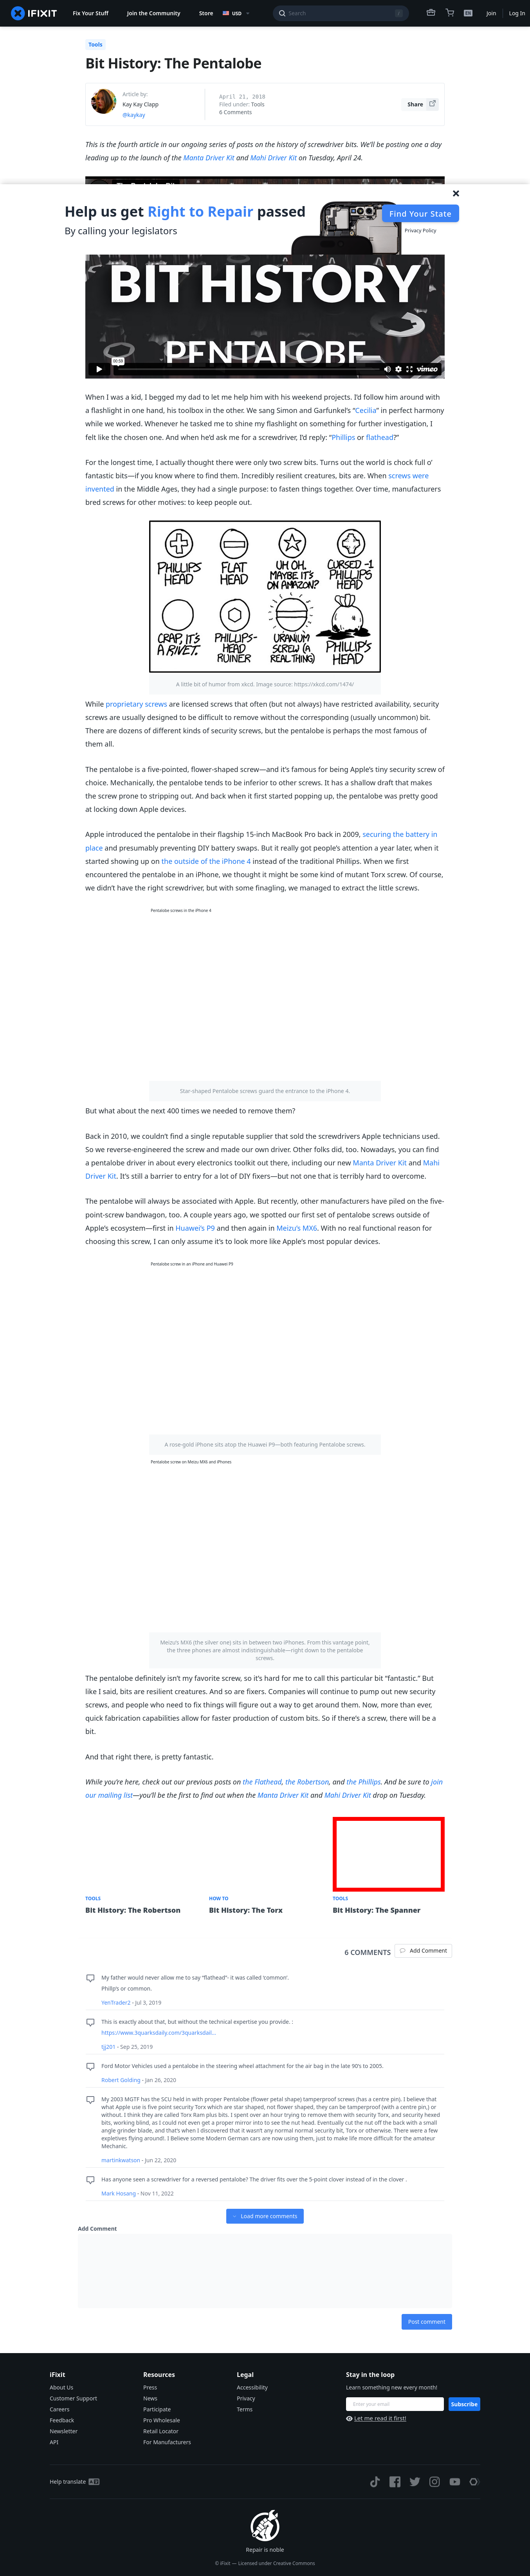 IFIXIT
Fix Your Stuff
Join the Community
Store
USD
Search
/
EN
Join
Log In
Tools
Bit History: The Pentalobe
Article by:
Kay Kay Clapp
@kaykay
April 21, 2018
Filed under: Tools
6 Comments
Share
This is the fourth article in our ongoing series of posts on the history of screwdriver bits. We'll be posting one a day
leading up to the launch of the Manta Driver Kit and Mahi Driver Kit on Tuesday, April 24.
Help us get Right to Repair passed
By calling your legislators
Find Your State
Privacy Policy
BIT HISTORY
PENTALOBE
00:59
vimeo
When I was a kid, I begged my dad to let me help him with his weekend projects. I'd follow him around with
a flashlight in one hand, his toolbox in the other. We sang Simon and Garfunkel's “Cecilia” in perfect harmony
while we worked. Whenever he tasked me to shine my flashlight on something for further investigation, I
felt like the chosen one. And when he'd ask me for a screwdriver, I'd reply: “Phillips or flathead?”
For the longest time, I actually thought there were only two screw bits. Turns out the world is chock full o'
fantastic bits—if you know where to find them. Incredibly resilient creatures, bits are. When screws were
invented in the Middle Ages, they had a single purpose: to fasten things together. Over time, manufacturers
bred screws for other motives: to keep people out.
PHILLIPS HEAD
FLAT HEAD
UH OH. MAYBE IT'S ON AMAZON?
CURSED -1 PHILLIPS HEAD
CRAP, IT'S A RIVET.
PHILLIPS-HEAD RUINER
URANIUM SCREW (PHILLIPS HEAD)
PHILLIP'S HEAD
A little bit of humor from xkcd. Image source: https://xkcd.com/1474/
While proprietary screws are licensed screws that often (but not always) have restricted availability, security
screws are usually designed to be difficult to remove without the corresponding (usually uncommon) bit.
There are dozens of different kinds of security screws, but the pentalobe is perhaps the most famous of
them all.
The pentalobe is a five-pointed, flower-shaped screw—and it's famous for being Apple's tiny security screw of
choice. Mechanically, the pentalobe tends to be inferior to other screws. It has a shallow draft that makes
the screw prone to stripping out. And back when it first started popping up, the pentalobe was pretty good
at locking down Apple devices.
Apple introduced the pentalobe in their flagship 15-inch MacBook Pro back in 2009, securing the battery in
place and presumably preventing DIY battery swaps. But it really got people's attention a year later, when it
started showing up on the outside of the iPhone 4 instead of the traditional Phillips. When we first
encountered the pentalobe in an iPhone, we thought it might be some kind of mutant Torx screw. Of course,
we didn't have the right screwdriver, but with some finagling, we managed to extract the little screws.
Pentalobe screws in the iPhone 4
Star-shaped Pentalobe screws guard the entrance to the iPhone 4.
But what about the next 400 times we needed to remove them?
Back in 2010, we couldn't find a single reputable supplier that sold the screwdrivers Apple technicians used.
So we reverse-engineered the screw and made our own driver. Other folks did, too. Nowadays, you can find
a pentalobe driver in about every electronics toolkit out there, including our new Manta Driver Kit and Mahi
Driver Kit. It's still a barrier to entry for a lot of DIY fixers—but not one that is terribly hard to overcome.
The pentalobe will always be associated with Apple. But recently, other manufacturers have piled on the five-
point-screw bandwagon, too. A couple years ago, we spotted our first set of pentalobe screws outside of
Apple's ecosystem—first in Huawei's P9 and then again in Meizu's MX6. With no real functional reason for
choosing this screw, I can only assume it's to look more like Apple's most popular devices.
Pentalobe screw in an iPhone and Huawei P9
A rose-gold iPhone sits atop the Huawei P9—both featuring Pentalobe screws.
Pentalobe screw on Meizu MX6 and iPhones
Meizu's MX6 (the silver one) sits in between two iPhones. From this vantage point,
the three phones are almost indistinguishable—right down to the pentalobe
screws.
The pentalobe definitely isn't my favorite screw, so it's hard for me to call this particular bit “fantastic.” But
like I said, bits are resilient creatures. And so are fixers. Companies will continue to pump out new security
screws, and people who need to fix things will figure out a way to get around them. Now, more than ever,
quick fabrication capabilities allow for faster production of custom bits. So if there's a screw, there will be a
bit.
And that right there, is pretty fantastic.
While you're here, check out our previous posts on the Flathead, the Robertson, and the Phillips. And be sure to join
our mailing list—you'll be the first to find out when the Manta Driver Kit and Mahi Driver Kit drop on Tuesday.
TOOLS
Bit History: The Robertson
HOW TO
Bit History: The Torx
TOOLS
Bit History: The Spanner
6 COMMENTS
Add Comment
My father would never allow me to say “flathead”- it was called 'common'.
Phillp's or common.
YenTrader2 - Jul 3, 2019
This is exactly about that, but without the technical expertise you provide. :
https://www.3quarksdaily.com/3quarksdail...
tjj201 - Sep 25, 2019
Ford Motor Vehicles used a pentalobe in the steering wheel attachment for the air bag in the late 90's to 2005.
Robert Golding - Jan 26, 2020
My 2003 MGTF has the SCU held in with proper Pentalobe (flower petal shape) tamperproof screws (has a centre pin). I believe that
what Apple use is five point security Torx which are star shaped, not flower shaped, they can be tamperproof (with a centre pin,) or
without. I think they are called Torx Ram plus bits. I spent over an hour trying to remove them with security Torx, and security hexed
bits, working blind, as I could not even get a proper mirror into to see the nut head. Eventually cut the nut off the back with a small
angle grinder blade, and that's when I discovered that it wasn't any normal normal security bit, Torx or otherwise. There were a few
expletives flying around!. I Believe some Modern German cars are now using them, just to make life more difficult for the amateur
Mechanic.
martinkwatson - Jun 22, 2020
Has anyone seen a screwdriver for a reversed pentalobe? The driver fits over the 5-point clover instead of in the clover .
Mark Hosang - Nov 11, 2022
Load more comments
Add Comment
Post comment
iFixit
About Us
Customer Support
Careers
Feedback
Newsletter
API
Resources
Press
News
Participate
Pro Wholesale
Retail Locator
For Manufacturers
Legal
Accessibility
Privacy
Terms
Stay in the loop
Learn something new every month!
Enter your email
Subscribe
Let me read it first!
Help translate
Repair is noble
© iFixit — Licensed under Creative Commons